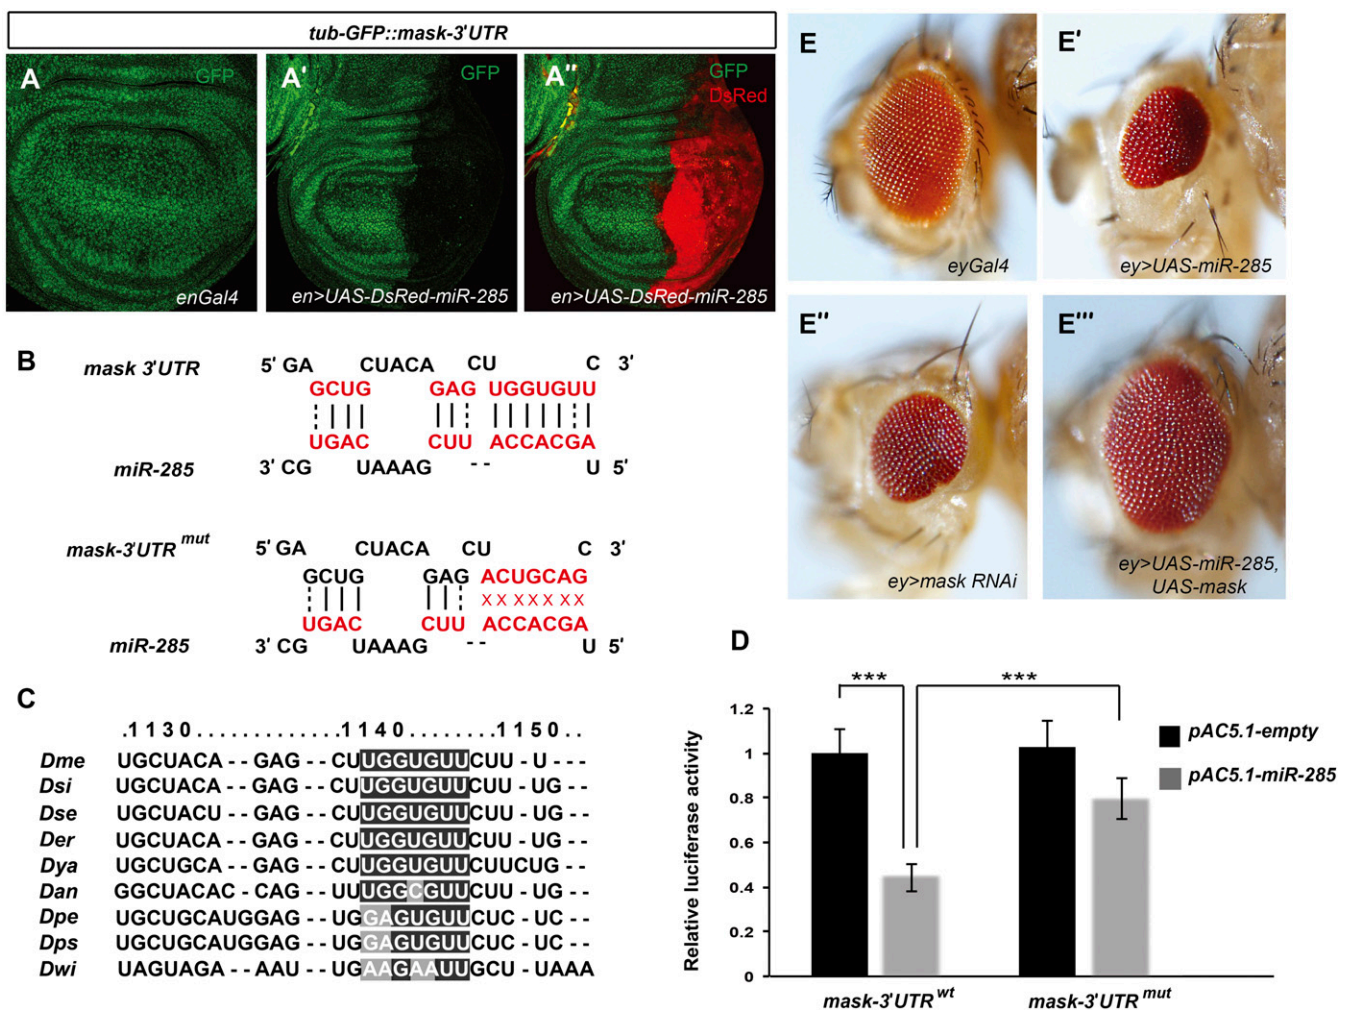 tub-GFP::mask-3'UTR
A
GFP
enGal4
A'
GFP
en>UAS-DsRed-miR-285
A"
GFP
DsRed
en>UAS-DsRed-miR-285
E
eyGal4
E'
ey>UAS-miR-285
E"
ey>mask RNAi
E'''
ey>UAS-miR-285,
UAS-mask
B
mask 3'UTR
5' GA CUACA CU C 3'
GCUG GAG UGGUGUU
UGAC CUU ACCACGA
miR-285
3' CG UAAAG -- U 5'
mask-3'UTR mut
5' GA CUACA CU C 3'
GCUG GAG ACUGCAG
X X X X X X X
UGAC CUU ACCACGA
miR-285
3' CG UAAAG -- U 5'
C
.1130.............1140........1150..
Dme UGCUACA--GAG--CUUGGUGUUCUU-U---
Dsi UGCUACA--GAG--CUUGGUGUUCUU-UG--
Dse UGCUACU--GAG--CUUGGUGUUCUU-UG--
Der UGCUACA--GAG--CUUGGUGUUCUU-UG--
Dya UGCUGCA--GAG--CUUGGUGUUCUUCUG--
Dan GGCUACAC-CAG--UUUGGCGUUCUU-UG--
Dpe UGCUGCAUGGAG--UGGAGUGUUCUC-UC--
Dps UGCUGCAUGGAG--UGGAGUGUUCUC-UC--
Dwi UAGUAGA--AAU--UGAAGAAUUGCU-UAAA
D
Relative luciferase activity
1.2
1
0.8
0.6
0.4
0.2
0
***
***
pAC5.1-empty
pAC5.1-miR-285
mask-3'UTR wt
mask-3'UTR mut